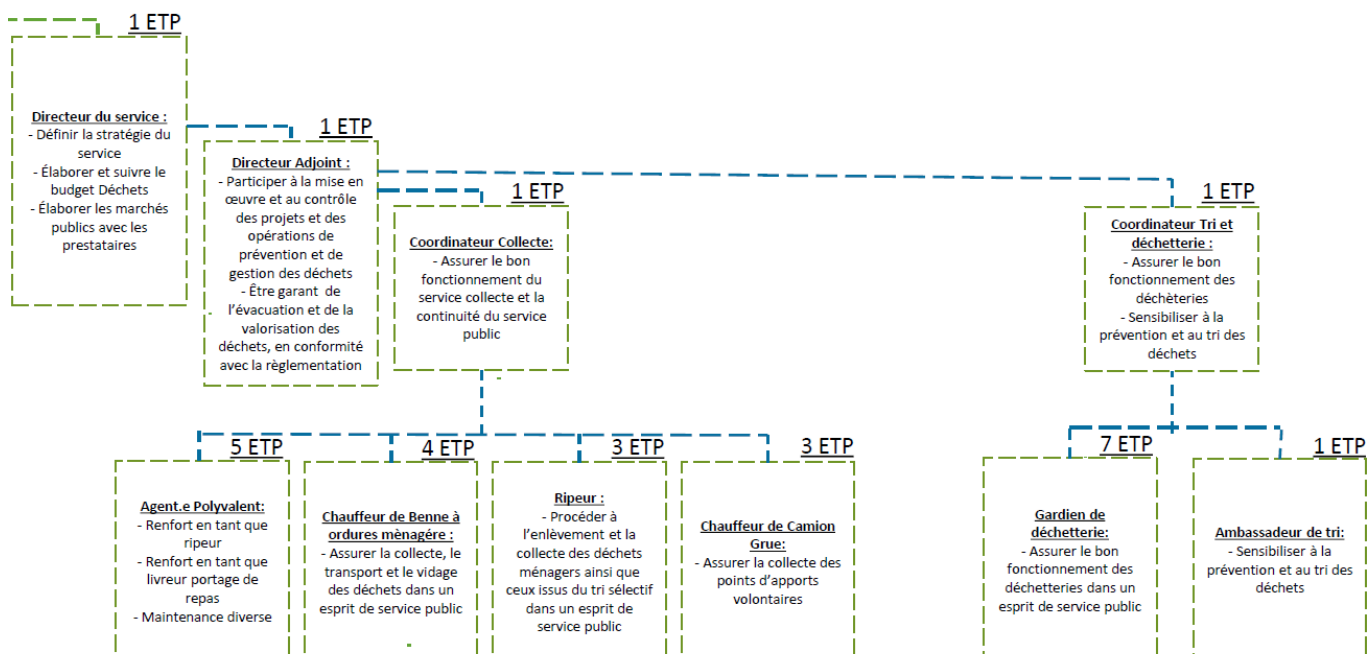 1 ETP
Directeur du service :
- Définir la stratégie du
service
- Élaborer et suivre le
budget Déchets
- Élaborer les marchés
publics avec les
prestataires
1 ETP
Directeur Adjoint :
- Participer à la mise en
œuvre et au contrôle
des projets et des
opérations de
prévention et de
gestion des déchets
- Être garant de
l’évacuation et de la
valorisation des
déchets, en conformité
avec la règlementation
1 ETP
Coordinateur Collecte:
- Assurer le bon
fonctionnement du
service collecte et la
continuité du service
public
1 ETP
Coordinateur Tri et
déchetterie :
- Assurer le bon
fonctionnement des
déchèteries
- Sensibiliser à la
prévention et au tri des
déchets
5 ETP
Agent.e Polyvalent:
- Renfort en tant que
ripeur
- Renfort en tant que
livreur portage de
repas
- Maintenance diverse
4 ETP
Chauffeur de Benne à
ordures mènagére :
- Assurer la collecte, le
transport et le vidage
des déchets dans un
esprit de service public
3 ETP
Ripeur :
- Procéder à
l’enlèvement et la
collecte des déchets
ménagers ainsi que
ceux issus du tri sélectif
dans un esprit de
service public
3 ETP
Chauffeur de Camion
Grue:
- Assurer la collecte des
points d’apports
volontaires
7 ETP
Gardien de
déchetterie:
- Assurer le bon
fonctionnement des
déchetteries dans un
esprit de service public
1 ETP
Ambassadeur de tri:
- Sensibiliser à la
prévention et au tri des
déchets